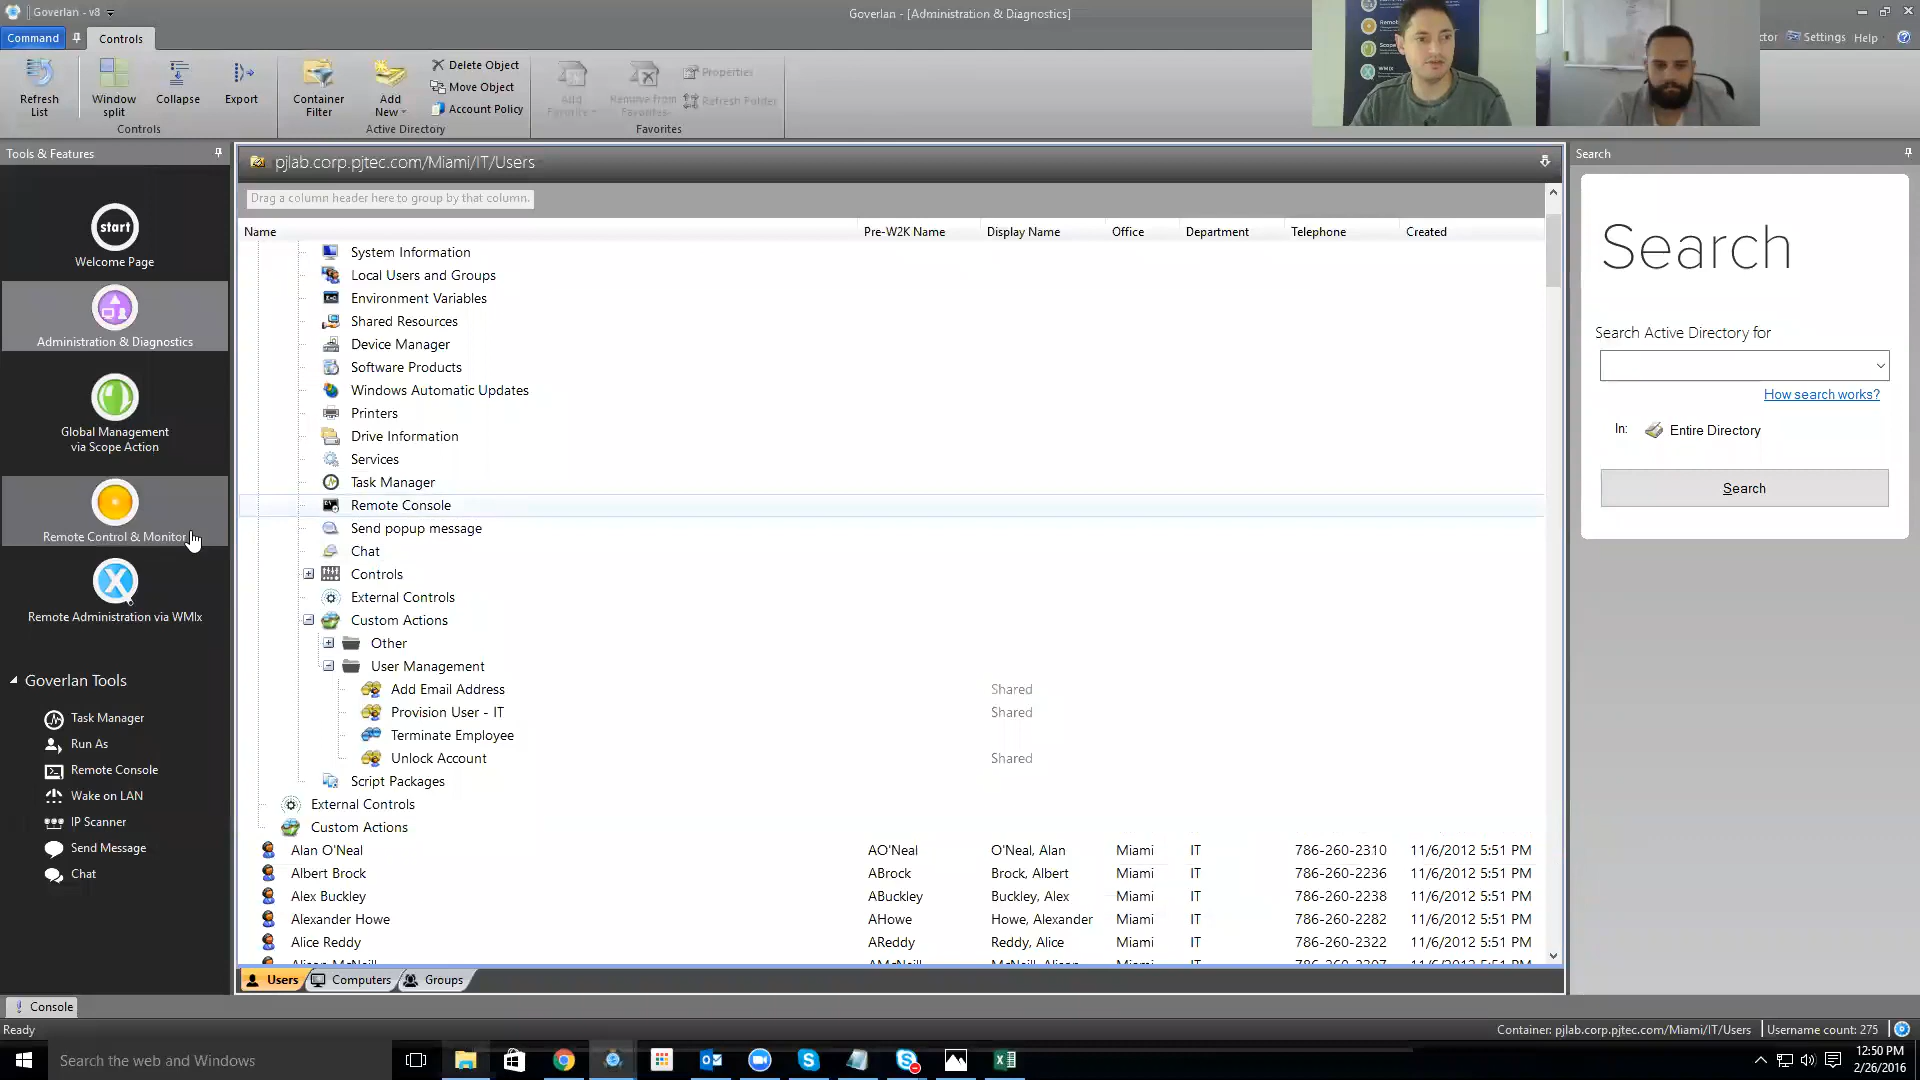 Goverlan - v8
Goverlan - [Administration & Diagnostics]
Command
Controls
Settings
Help
Refresh List
Window split
Collapse
Export
Controls
Container Filter
Add New
Delete Object
Move Object
Account Policy
Active Directory
Add Favorite
Remove from Favorites
Properties
Refresh Folder
Favorites
Tools & Features
start
Welcome Page
Administration & Diagnostics
Global Management
via Scope Action
Remote Control & Monitor
Remote Administration via WMIx
Goverlan Tools
Task Manager
Run As
Remote Console
Wake on LAN
IP Scanner
Send Message
Chat
pjlab.corp.pjtec.com/Miami/IT/Users
Drag a column header here to group by that column.
Name Pre-W2K Name Display Name Office Department Telephone Created
System Information
Local Users and Groups
Environment Variables
Shared Resources
Device Manager
Software Products
Windows Automatic Updates
Printers
Drive Information
Services
Task Manager
Remote Console
Send popup message
Chat
Controls
External Controls
Custom Actions
Other
User Management
Add Email Address Shared
Provision User - IT Shared
Terminate Employee
Unlock Account Shared
Script Packages
External Controls
Custom Actions
Alan O'Neal AO'Neal O'Neal, Alan Miami IT 786-260-2310 11/6/2012 5:51 PM
Albert Brock ABrock Brock, Albert Miami IT 786-260-2236 11/6/2012 5:51 PM
Alex Buckley ABuckley Buckley, Alex Miami IT 786-260-2238 11/6/2012 5:51 PM
Alexander Howe AHowe Howe, Alexander Miami IT 786-260-2282 11/6/2012 5:51 PM
Alice Reddy AReddy Reddy, Alice Miami IT 786-260-2322 11/6/2012 5:51 PM
Users
Computers
Groups
Search
Search
Search Active Directory for
How search works?
In: Entire Directory
Search
Console
Ready
Container: pjlab.corp.pjtec.com/Miami/IT/Users
Username count: 275
Search the web and Windows
12:50 PM
2/26/2016